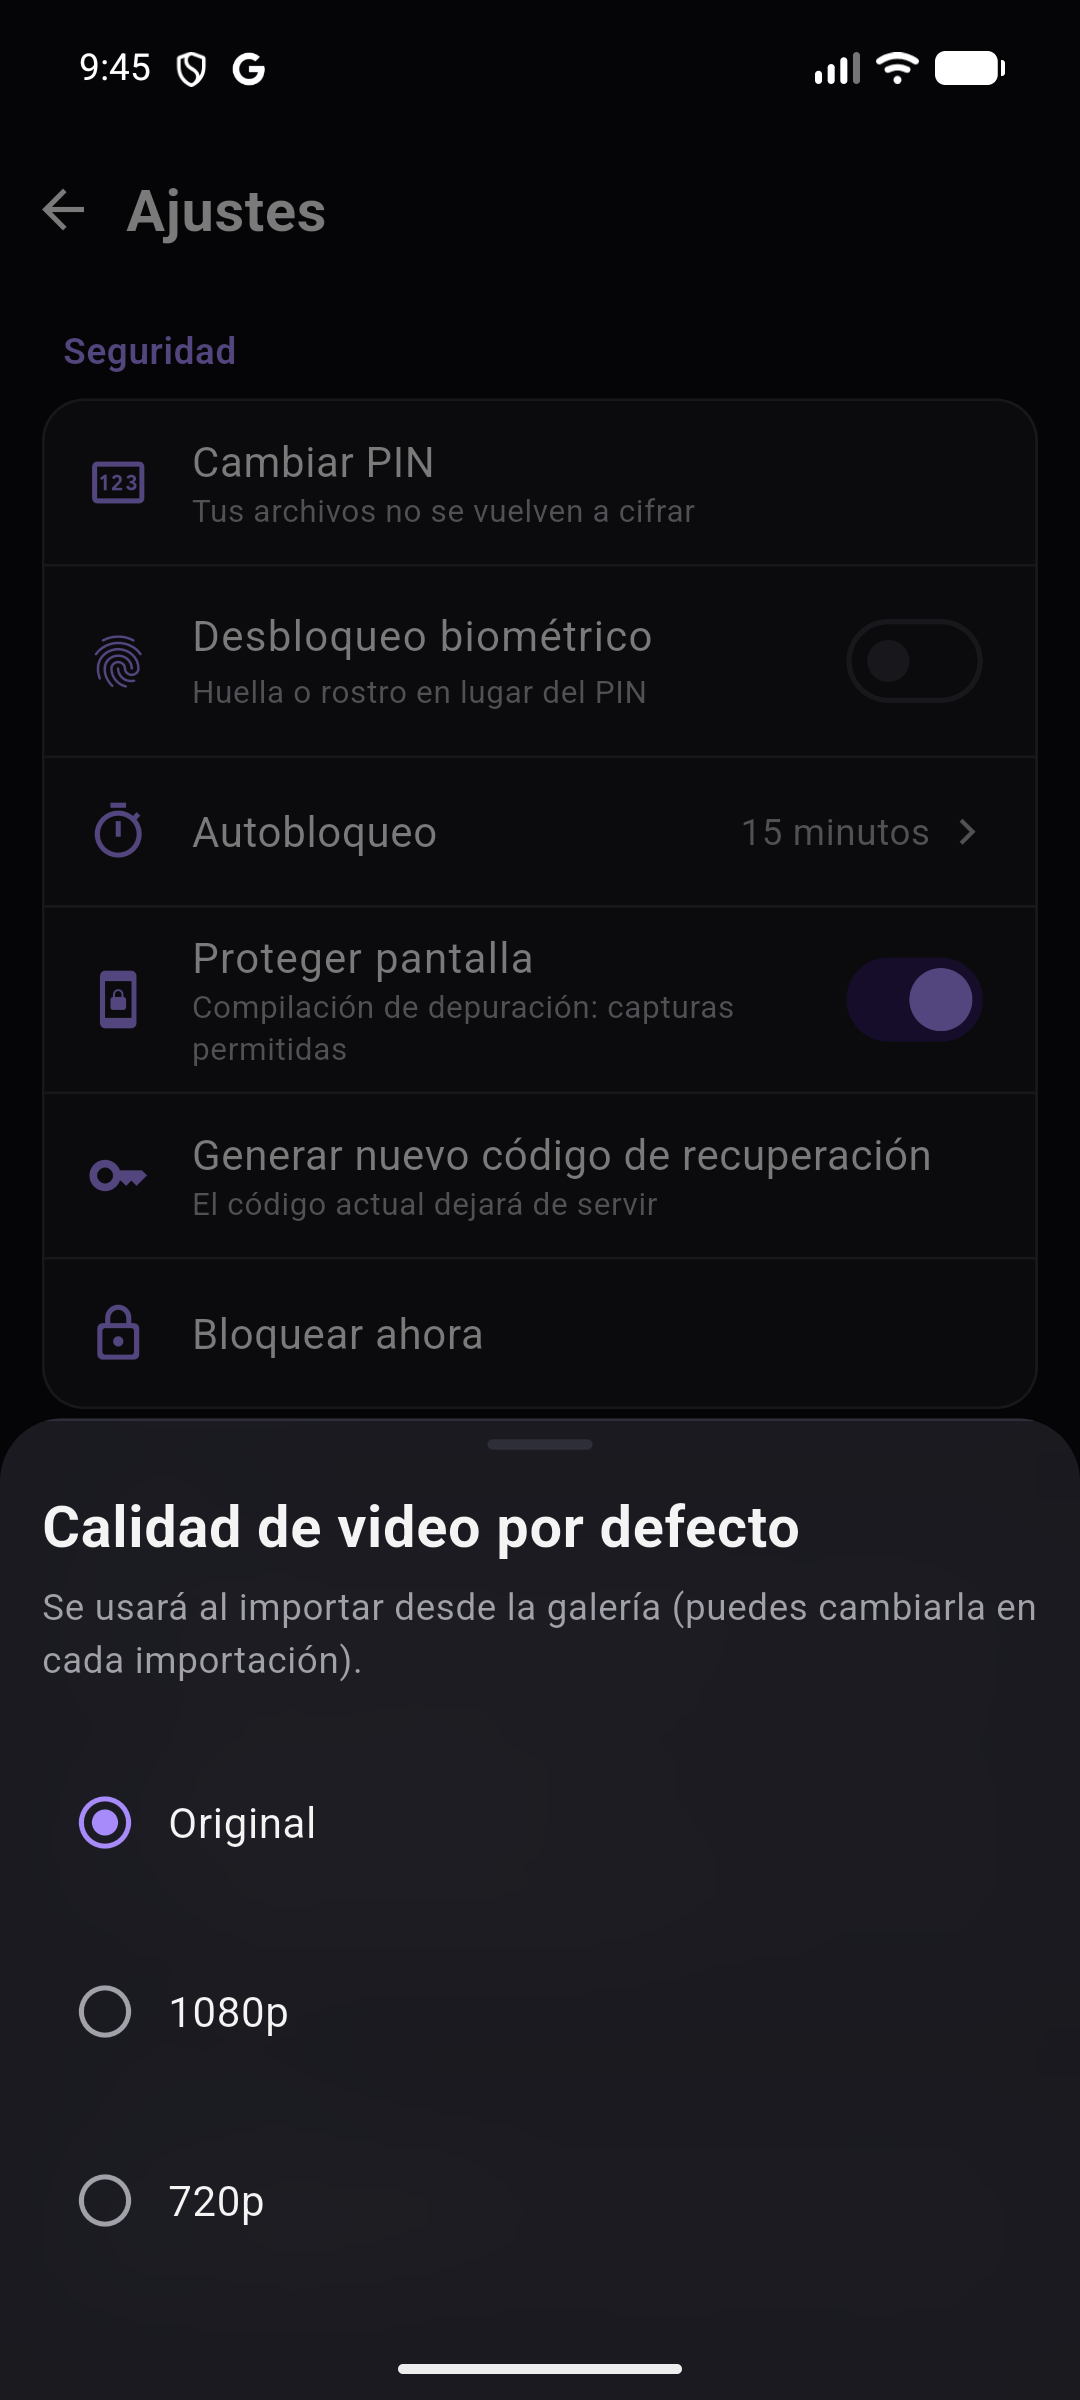 9:45
Ajustes
Seguridad
123
Cambiar PIN
Tus archivos no se vuelven a cifrar
Desbloqueo biométrico
Huella o rostro en lugar del PIN
Autobloqueo
15 minutos
Proteger pantalla
Compilación de depuración: capturas
permitidas
Generar nuevo código de recuperación
El código actual dejará de servir
Bloquear ahora
Calidad de video por defecto
Se usará al importar desde la galería (puedes cambiarla en
cada importación).
Original
1080p
720p